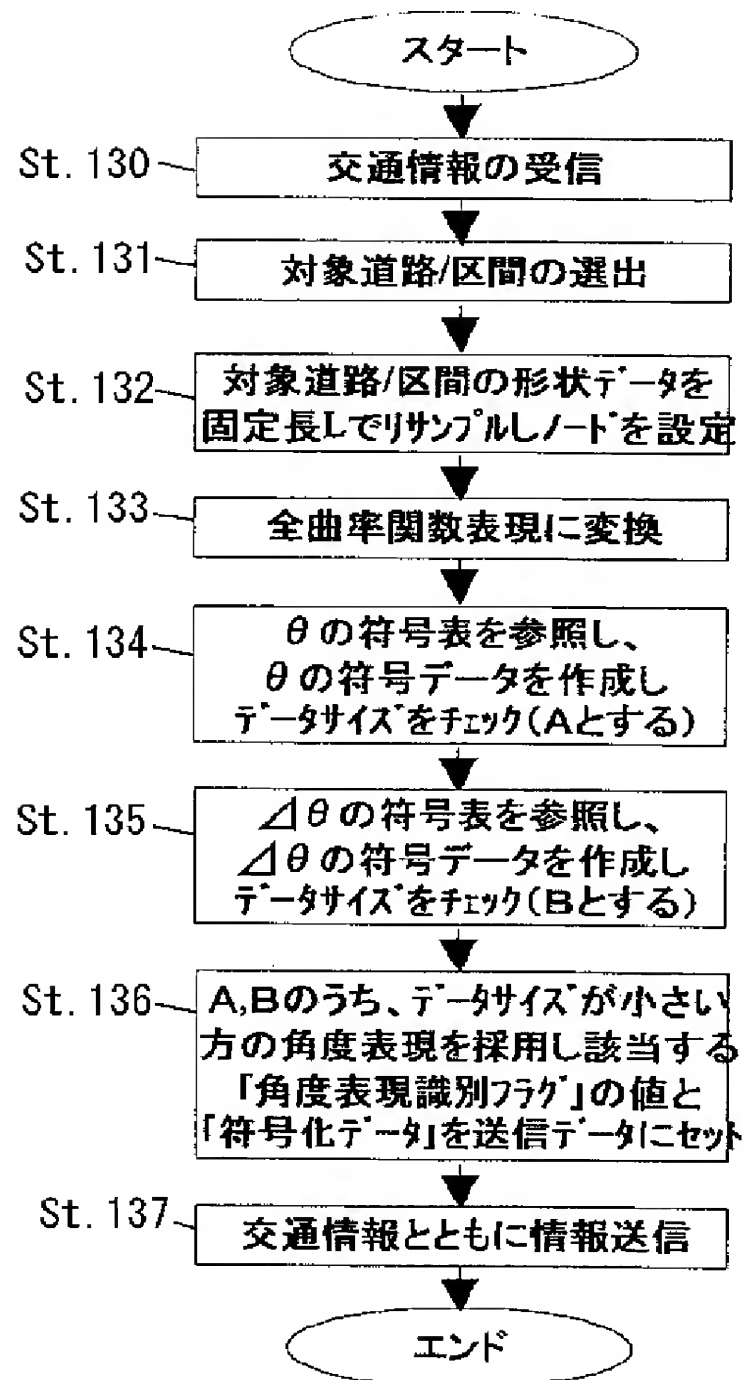 スタート
St. 130
交通情報の受信
St. 131
対象道路/区間の選出
St. 132
対象道路/区間の形状ﾃﾞｰﾀを
固定長Lでﾘｻﾝﾌﾟﾙしﾉｰﾄﾞを設定
St. 133
全曲率関数表現に変換
St. 134
θの符号表を参照し、
θの符号データを作成し
ﾃﾞｰﾀｻｲｽﾞをﾁｪｯｸ(Aとする)
St. 135
⊿θの符号表を参照し、
⊿θの符号データを作成し
ﾃﾞｰﾀｻｲｽﾞをﾁｪｯｸ(Bとする)
St. 136
A,Bのうち、ﾃﾞｰﾀｻｲｽﾞが小さい
方の角度表現を採用し該当する
「角度表現識別ﾌﾗｸﾞ」の値と
「符号化ﾃﾞｰﾀ」を送信ﾃﾞｰﾀにｾｯﾄ
St. 137
交通情報とともに情報送信
エンド